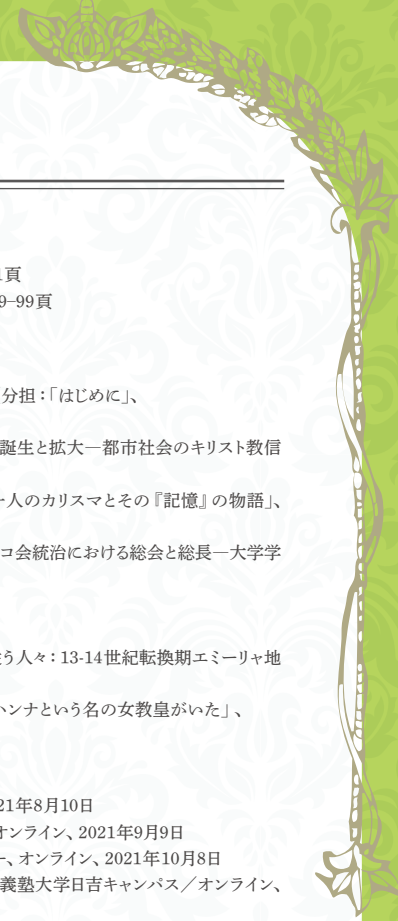 頁
9–99頁
分担：「はじめに」、
誕生と拡大―都市社会のキリスト教信
人のカリスマとその『記憶』の物語」、
コ会統治における総会と総長―大学学
う人々：13-14世紀転換期エミーリャ地
ンナという名の女教皇がいた」、
21年8月10日
オンライン、2021年9月9日
ー、オンライン、2021年10月8日
義塾大学日吉キャンパス／オンライン、